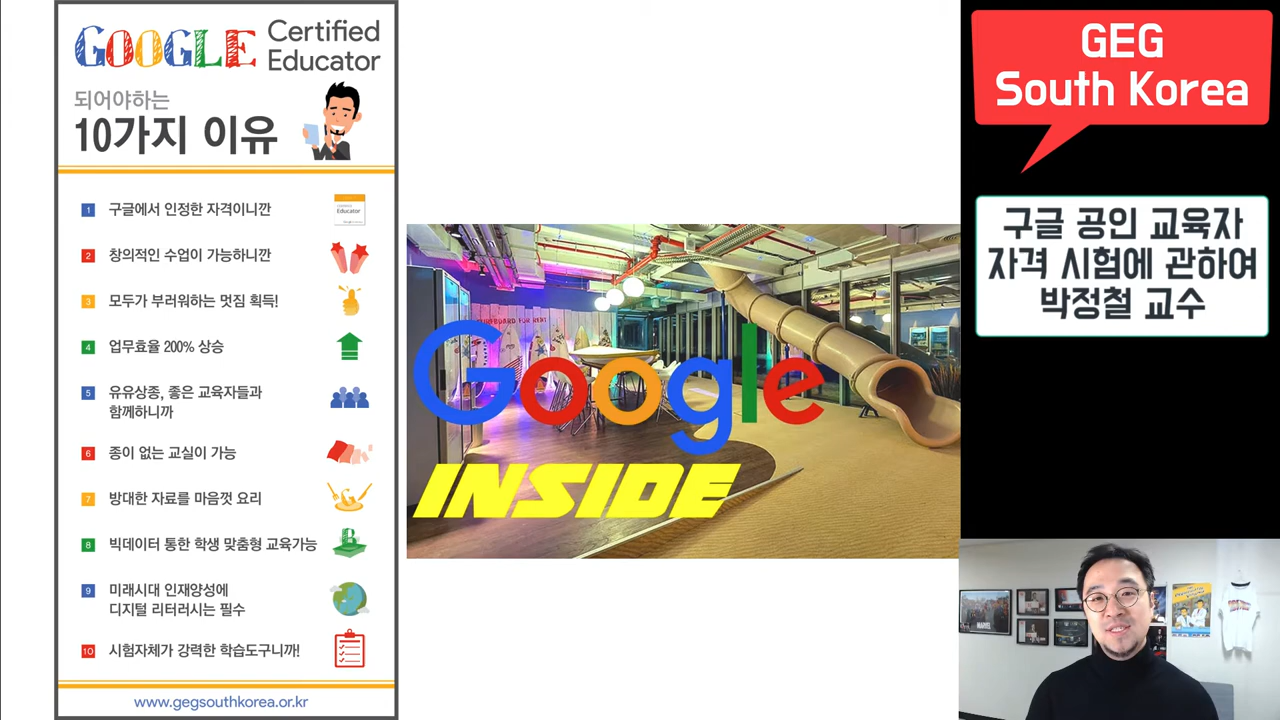 GOOGLE Certified
Educator
되어야하는
10가지 이유
1 구글에서 인정한 자격이니깐
Educator
2 창의적인 수업이 가능하니깐
3 모두가 부러워하는 멋짐 획득!
4 업무효율 200% 상승
5 유유상종, 좋은 교육자들과
함께하니까
6 종이 없는 교실이 가능
7 방대한 자료를 마음껏 요리
8 빅데이터 통한 학생 맞춤형 교육가능
9 미래시대 인재양성에
디지털 리터러시는 필수
10 시험자체가 강력한 학습도구니까!
www.gegsouthkorea.or.kr
SURFBOARD FOR RENT
Google
INSIDE
GEG
South Korea
구글 공인 교육자
자격 시험에 관하여
박정철 교수
MARVEL